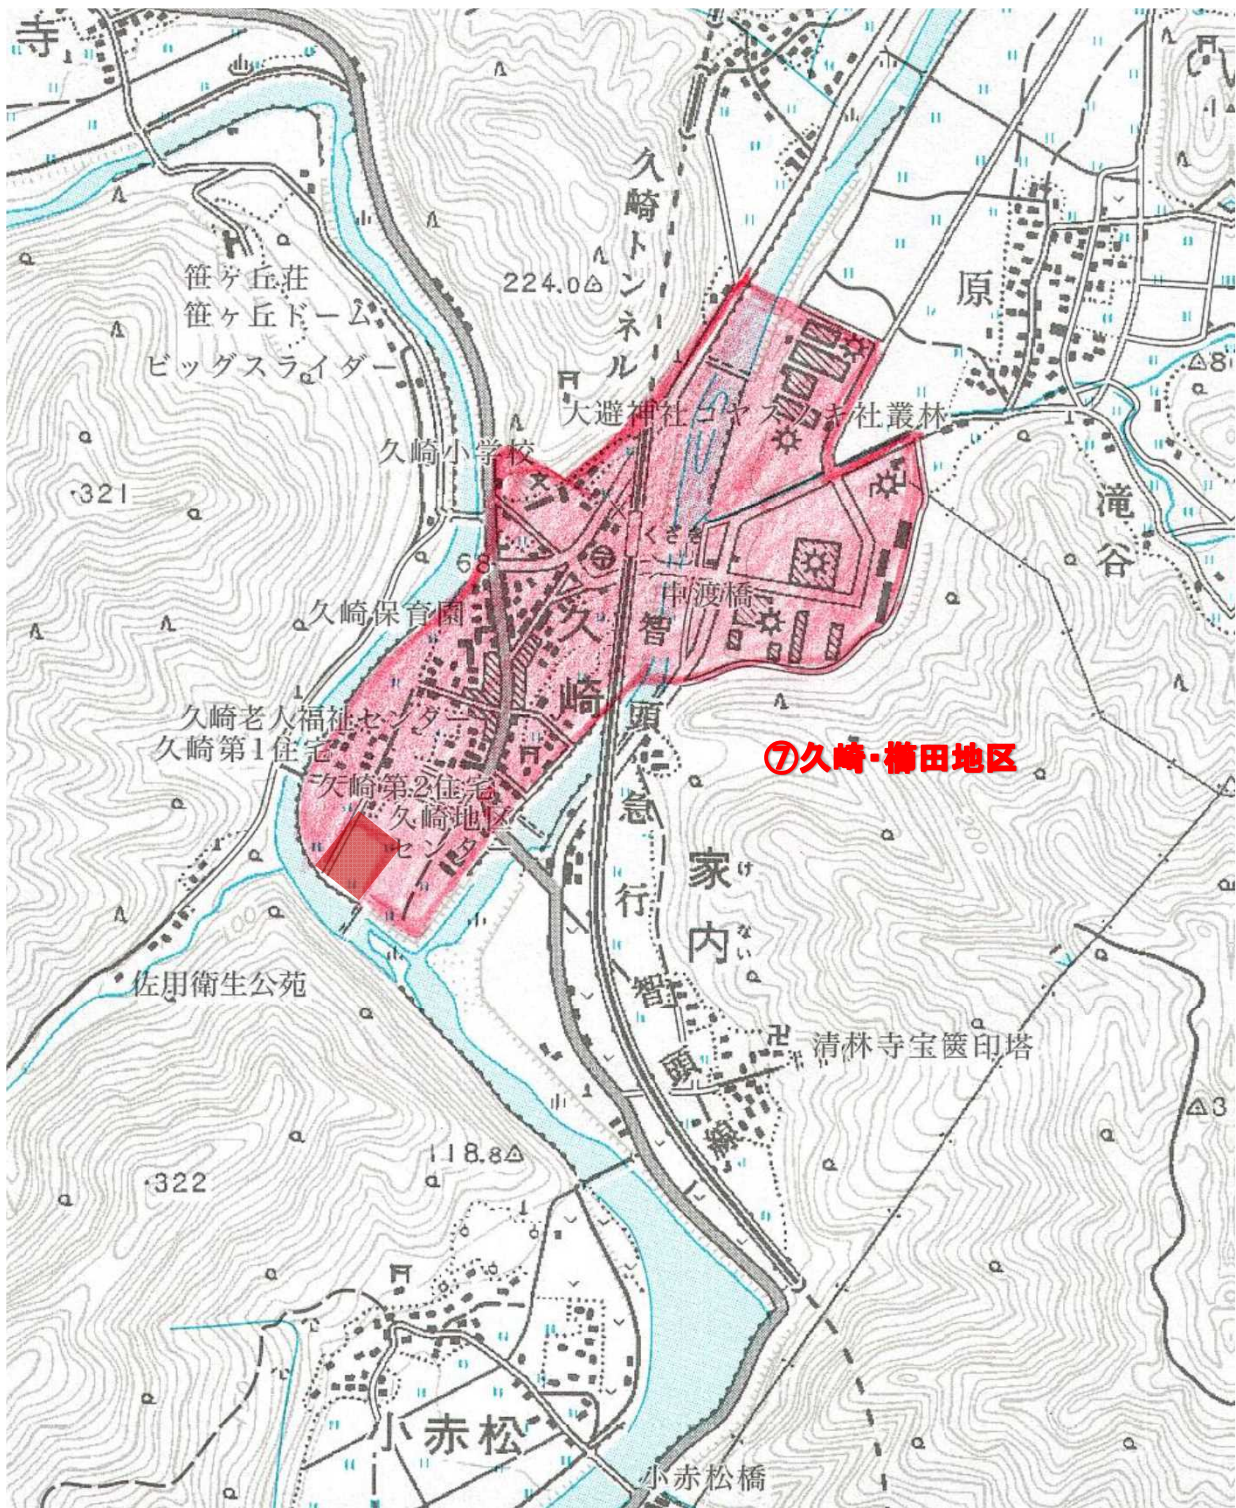 寺
久崎トンネル
笹ヶ丘荘
笹ヶ丘ドーム
ビッグスライダー
224.0
原
大避神社コヤスノキ社叢林
久崎小学校
321
滝谷
68
くざき
中渡橋
久崎保育園
久崎
智頭急行智頭線
久崎老人福祉センター
久崎第1住宅
⑦久崎・櫛田地区
久崎第2住宅
久崎地区
センター
家内
けない
佐用衛生公苑
清林寺宝篋印塔
118.8
322
小赤松
小赤松橋